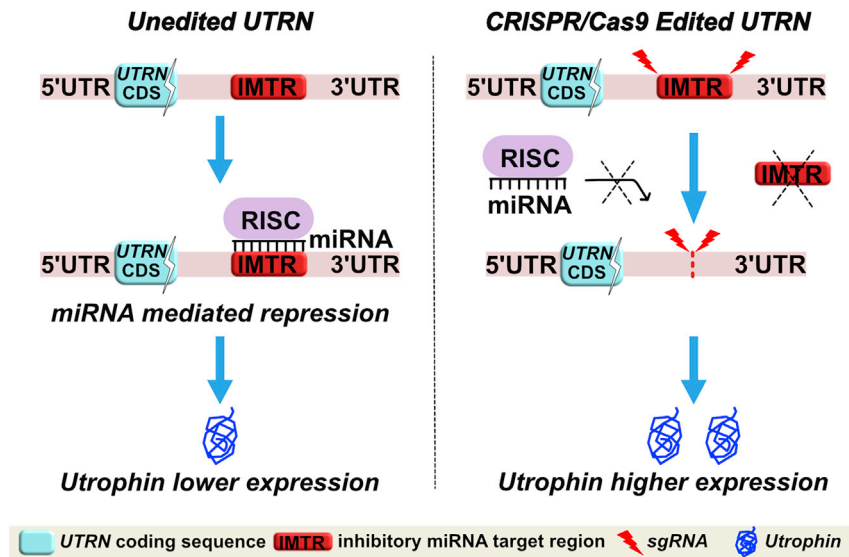 Unedited UTRN
5'UTR
UTRN
CDS
IMTR
3'UTR
RISC
miRNA
5'UTR
UTRN
CDS
IMTR
3'UTR
miRNA mediated repression
Utrophin lower expression
CRISPR/Cas9 Edited UTRN
5'UTR
UTRN
CDS
IMTR
3'UTR
RISC
miRNA
IMTR
5'UTR
UTRN
CDS
3'UTR
Utrophin higher expression
UTRN coding sequence IMTR inhibitory miRNA target region sgRNA Utrophin